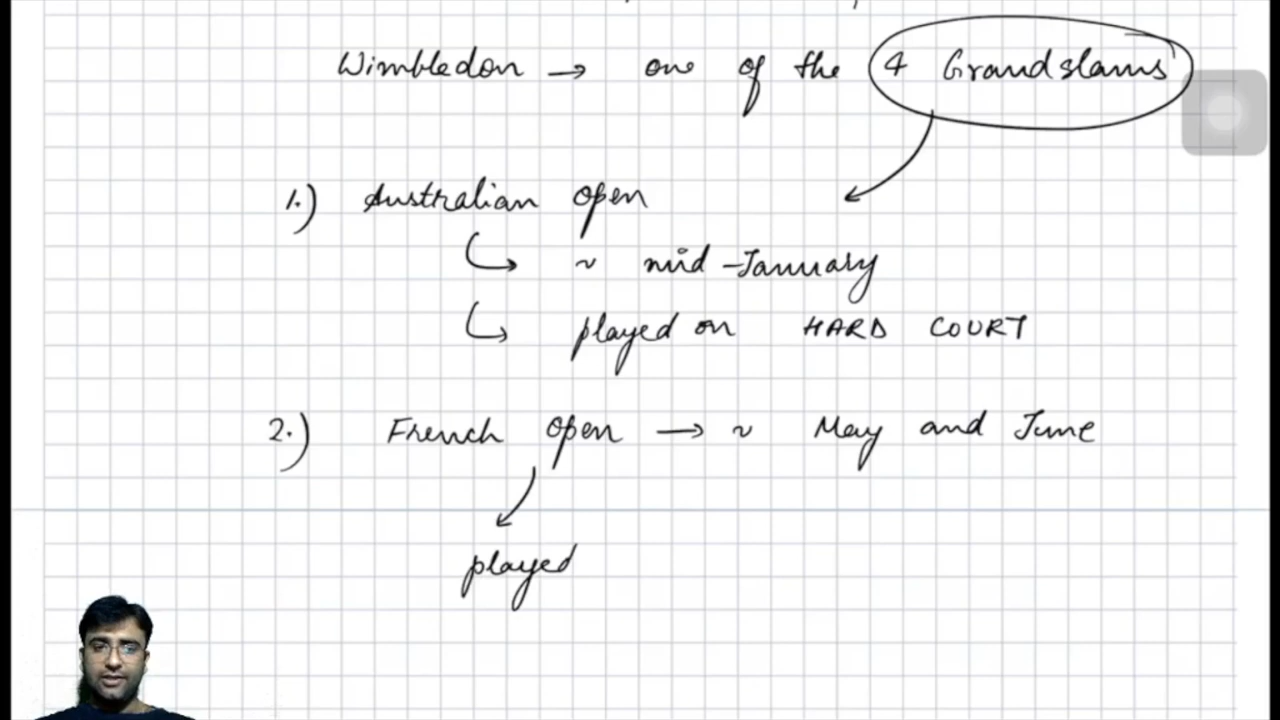 Wimbledon → one of the 4 Grandslams
1.) Australian open
~ mid-January
played on HARD COURT
2.) French open → ~ May and June
played